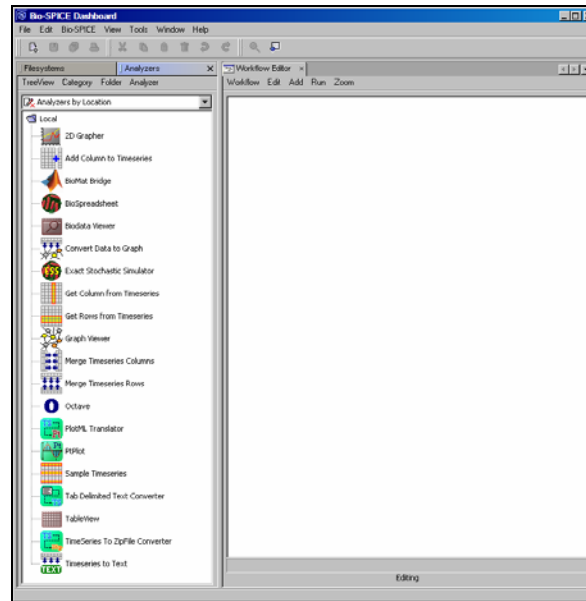 Bio-SPICE Dashboard
File Edit Bio-SPICE View Tools Window Help
Filesystems Analyzers
Workflow Editor
TreeView Category Folder Analyzer
Workflow Edit Add Run Zoom
Analyzers by Location
Local
2D Grapher
Add Column to Timeseries
BioMat Bridge
BioSpreadsheet
Biodata Viewer
Convert Data to Graph
ESS
Exact Stochastic Simulator
Get Column from Timeseries
Get Rows from Timeseries
Graph Viewer
Merge Timeseries Columns
Merge Timeseries Rows
Octave
PlotML Translator
PtPlot
Sample Timeseries
Tab Delimited Text Converter
TableView
TimeSeries To ZipFile Converter
Timeseries to Text
TEXT
Editing